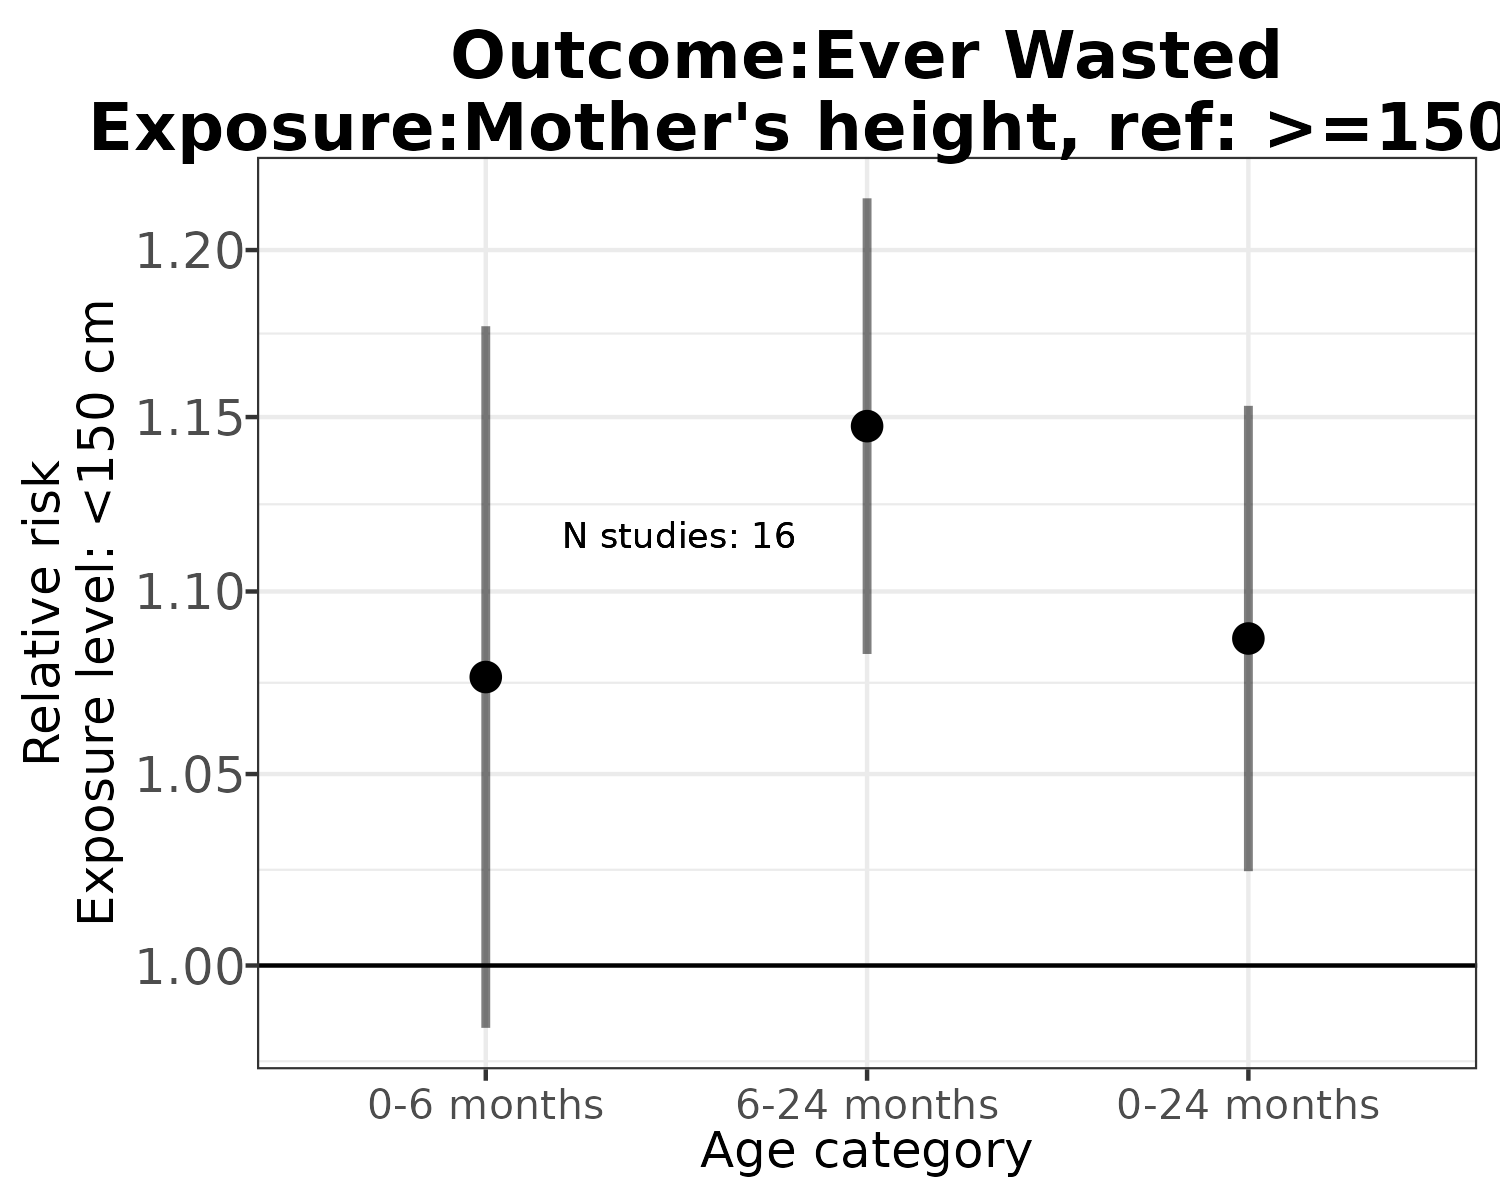 Outcome:Ever Wasted
Exposure:Mother's height, ref: >=150
Relative risk
Exposure level: <150 cm
1.20
1.15
1.10
1.05
1.00
N studies: 16
0-6 months
6-24 months
0-24 months
Age category